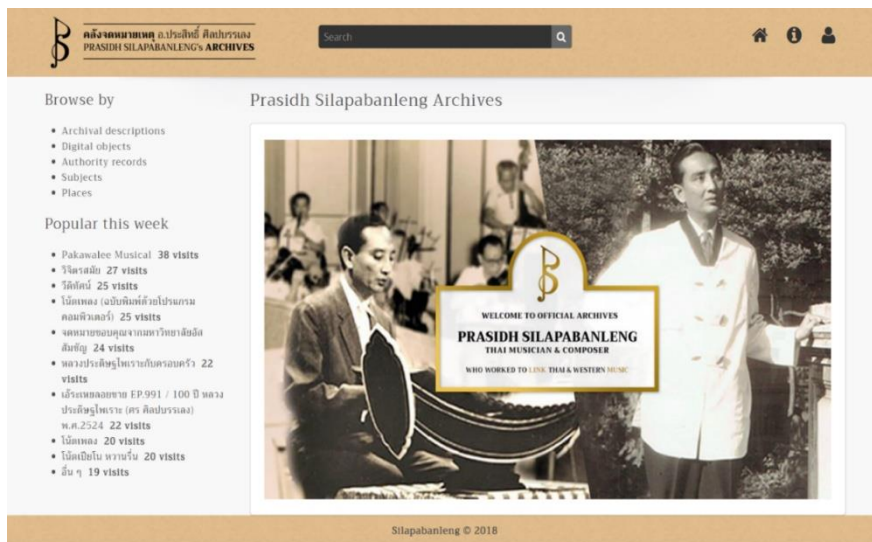 คลังจดหมายเหตุ อ.ประสิทธิ์ ศิลปบรรเลง
PRASIDH SILAPABANLENG's ARCHIVES
Search
Browse by
Archival descriptions
Digital objects
Authority records
Subjects
Places
Popular this week
Pakawalee Musical 38 visits
วิจิตรสมัย 27 visits
วีดิทัศน์ 25 visits
โน้ตเพลง (ฉบับพิมพ์ด้วยโปรแกรม
คอมพิวเตอร์) 25 visits
จดหมายขอบคุณจากมหาวิทยาลัยอัส
สัมชัญ 24 visits
หลวงประดิษฐไพเราะกับครอบครัว 22
visits
เอ้ระเหยลอยชาย EP.991 / 100 ปี หลวง
ประดิษฐไพเราะ (ศร ศิลปบรรเลง)
พ.ศ.2524 22 visits
โน้ตเพลง 20 visits
โน้ตเปียโน หวานรื่น 20 visits
อื่น ๆ 19 visits
Prasidh Silapabanleng Archives
WELCOME TO OFFICIAL ARCHIVES
PRASIDH SILAPABANLENG
THAI MUSICIAN & COMPOSER
WHO WORKED TO LINK THAI & WESTERN MUSIC
Silapabanleng © 2018